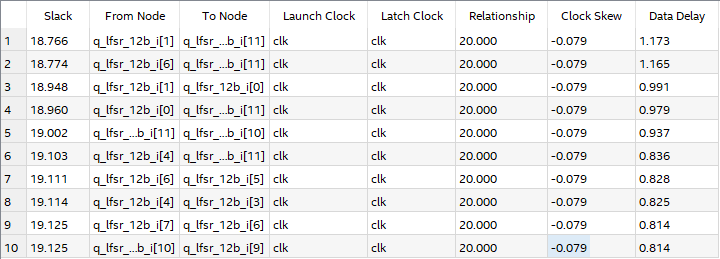 Slack From Node To Node Launch Clock Latch Clock Relationship Clock Skew Data Delay
1 18.766 q_lfsr_12b_i[1] q_lfsr_...b_i[11] clk clk 20.000 -0.079 1.173
2 18.774 q_lfsr_12b_i[6] q_lfsr_...b_i[11] clk clk 20.000 -0.079 1.165
3 18.948 q_lfsr_12b_i[1] q_lfsr_12b_i[0] clk clk 20.000 -0.079 0.991
4 18.960 q_lfsr_12b_i[0] q_lfsr_...b_i[11] clk clk 20.000 -0.079 0.979
5 19.002 q_lfsr_...b_i[11] q_lfsr_...b_i[10] clk clk 20.000 -0.079 0.937
6 19.103 q_lfsr_12b_i[4] q_lfsr_...b_i[11] clk clk 20.000 -0.079 0.836
7 19.111 q_lfsr_12b_i[6] q_lfsr_12b_i[5] clk clk 20.000 -0.079 0.828
8 19.114 q_lfsr_12b_i[4] q_lfsr_12b_i[3] clk clk 20.000 -0.079 0.825
9 19.125 q_lfsr_12b_i[7] q_lfsr_12b_i[6] clk clk 20.000 -0.079 0.814
10 19.125 q_lfsr_...b_i[10] q_lfsr_12b_i[9] clk clk 20.000 -0.079 0.814